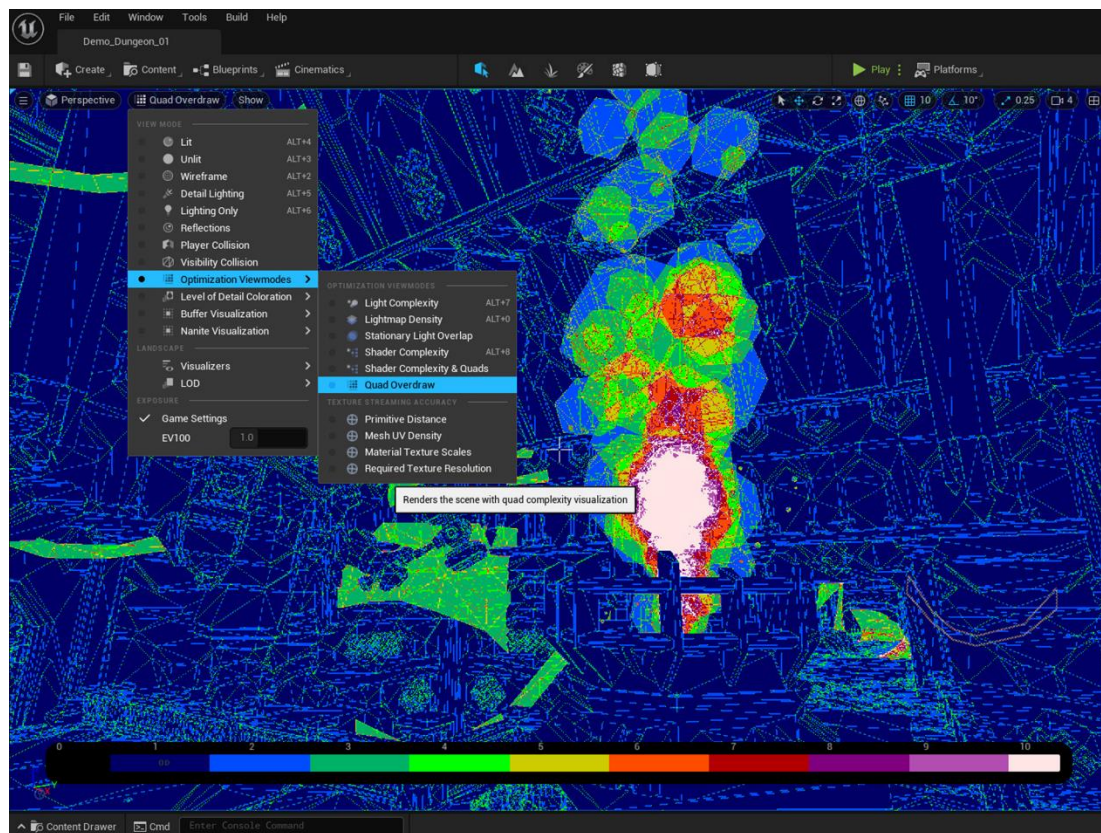 File Edit Window Tools Build Help
Demo_Dungeon_01
Create Content Blueprints Cinematics Play Platforms
Perspective Quad Overdraw Show 10 10° 0.25 4
VIEW MODE
Lit ALT+4
Unlit ALT+3
Wireframe ALT+2
Detail Lighting ALT+5
Lighting Only ALT+6
Reflections
Player Collision
Visibility Collision
Optimization Viewmodes
Level of Detail Coloration
Buffer Visualization
Nanite Visualization
LANDSCAPE
Visualizers
LOD
EXPOSURE
Game Settings
EV100 1.0
OPTIMIZATION VIEWMODES
Light Complexity ALT+7
Lightmap Density ALT+0
Stationary Light Overlap
Shader Complexity ALT+8
Shader Complexity & Quads
Quad Overdraw
TEXTURE STREAMING ACCURACY
Primitive Distance
Mesh UV Density
Material Texture Scales
Required Texture Resolution
Renders the scene with quad complexity visualization
0 1 2 3 4 5 6 7 8 9 10
OD
Content Drawer Cmd Enter Console Command